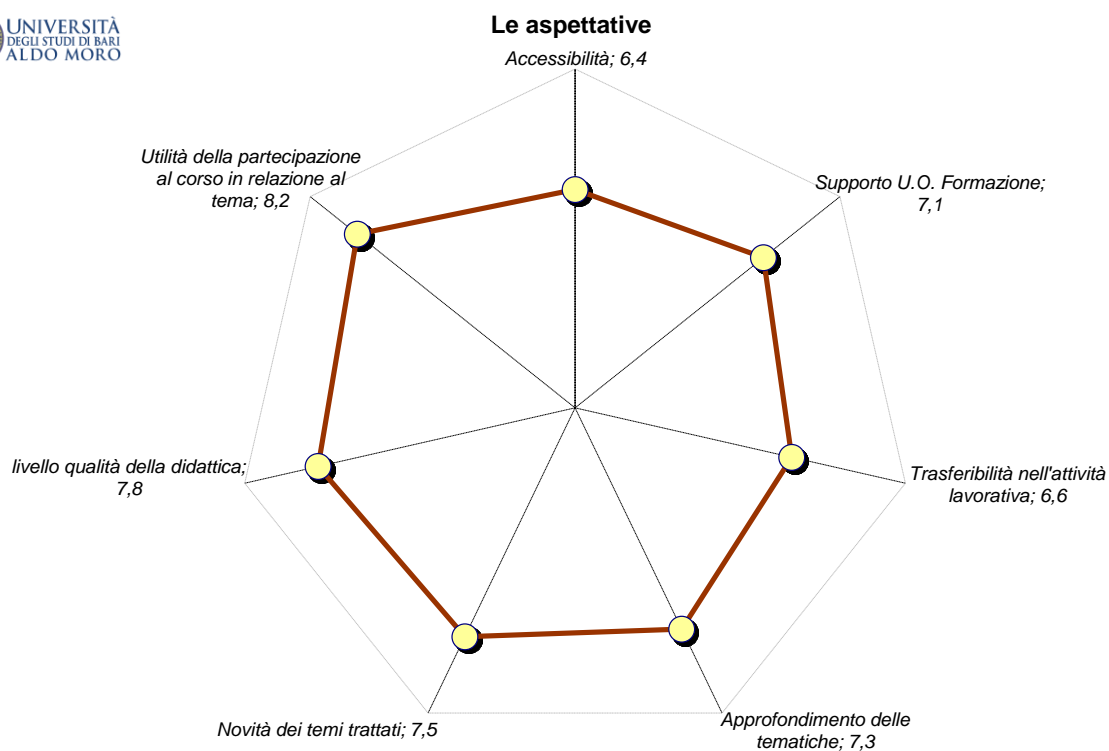 UNIVERSITÀ
DEGLI STUDI DI BARI
ALDO MORO
Le aspettative
Accessibilità; 6,4
Utilità della partecipazione
al corso in relazione al
tema; 8,2
Supporto U.O. Formazione;
7,1
livello qualità della didattica;
7,8
Trasferibilità nell'attività
lavorativa; 6,6
Novità dei temi trattati; 7,5
Approfondimento delle
tematiche; 7,3